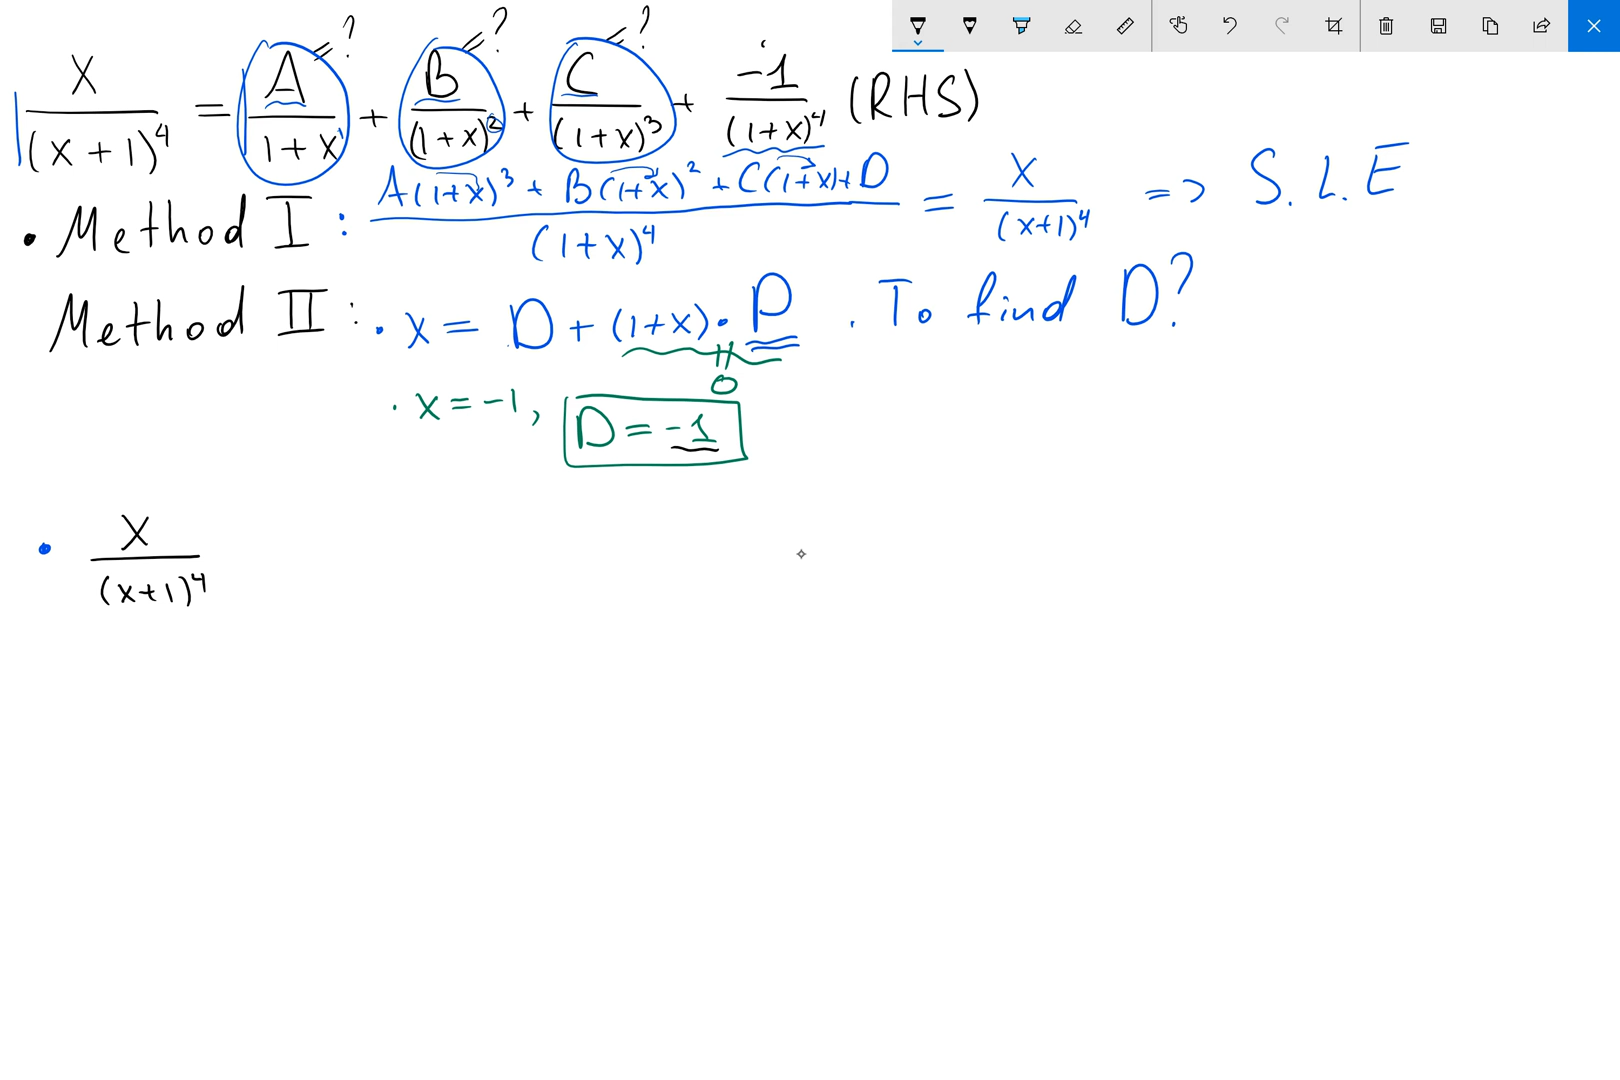 x/(x+1)^4 = A/(1+x)^1 + B/(1+x)^2 + C/(1+x)^3 + -1/(1+x)^4 (RHS)
=? =? =?
• Method I : (A(1+x)^3 + B(1+x)^2 + C(1+x)+D)/(1+x)^4 = x/(x+1)^4 => S.L.E
Method II : • x = D + (1+x)·P . To find D?
= 0
· x = -1, D = -1
• x/(x+1)^4